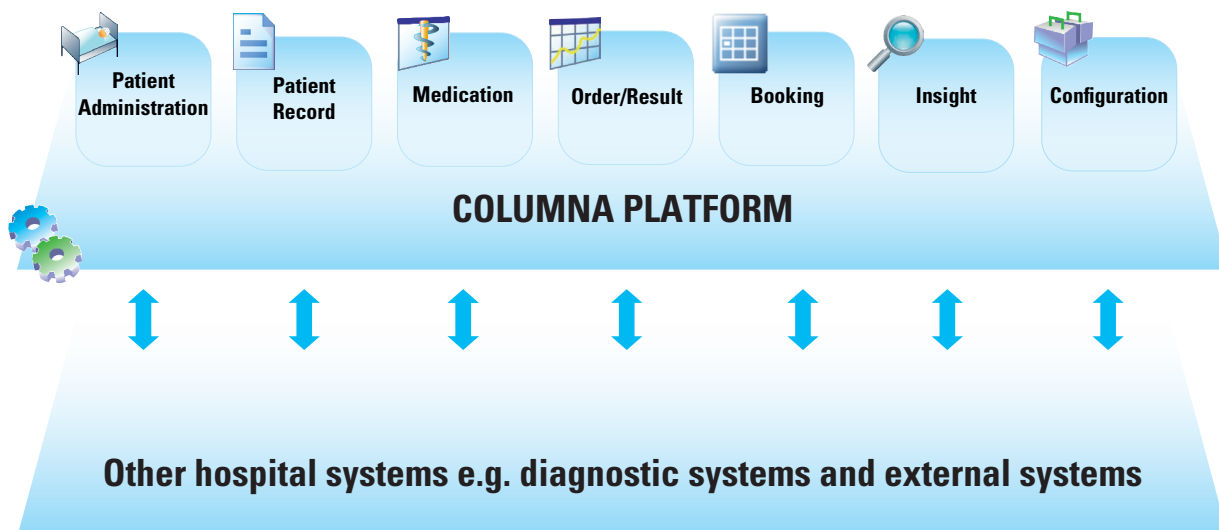 Patient
Administration
Patient
Record
Medication
Order/Result
Booking
Insight
Configuration
COLUMNA PLATFORM
Other hospital systems e.g. diagnostic systems and external systems